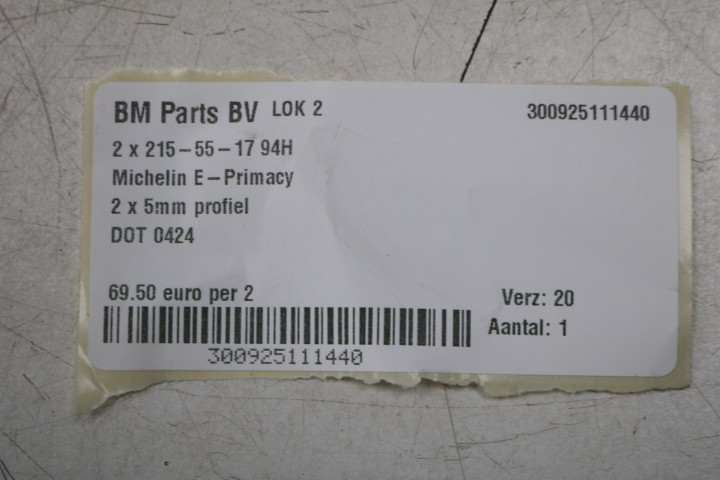 BM Parts BV LOK 2 300925111440
2 x 215-55-17 94H
Michelin E-Primacy
2 x 5mm profiel
DOT 0424
69.50 euro per 2 Verz: 20
Aantal: 1
300925111440